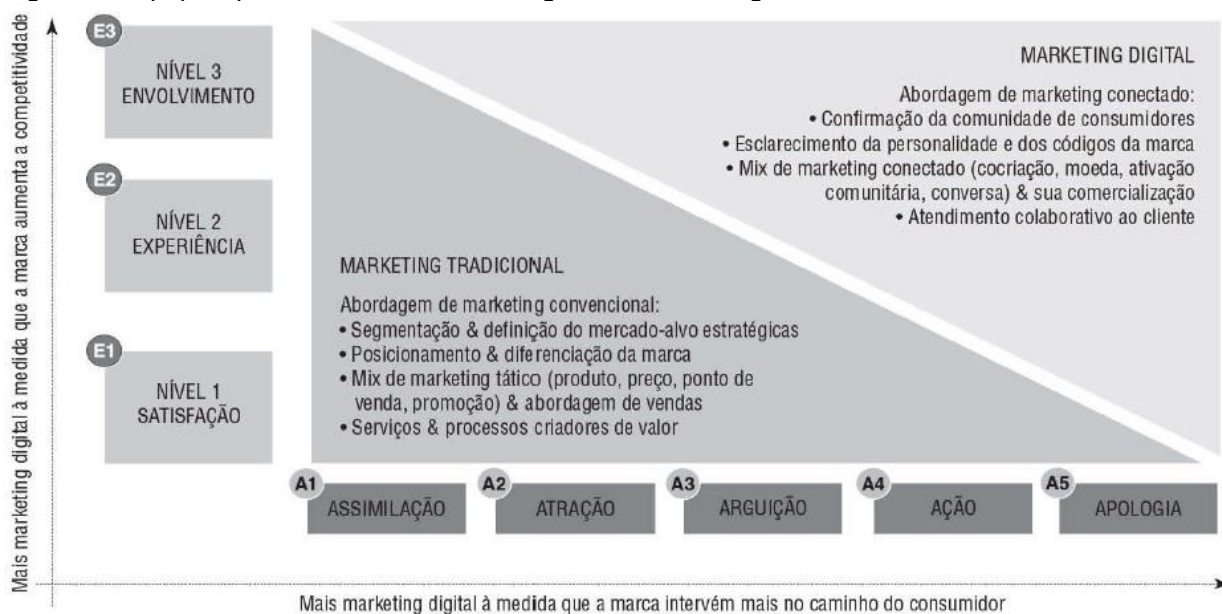 Mais marketing digital à medida que a marca aumenta a competitividade
E3
NÍVEL 3
ENVOLVIMENTO
E2
NÍVEL 2
EXPERIÊNCIA
E1
NÍVEL 1
SATISFAÇÃO
MARKETING DIGITAL
Abordagem de marketing conectado:
• Confirmação da comunidade de consumidores
• Esclarecimento da personalidade e dos códigos da marca
• Mix de marketing conectado (cocriação, moeda, ativação
comunitária, conversa) & sua comercialização
• Atendimento colaborativo ao cliente
MARKETING TRADICIONAL
Abordagem de marketing convencional:
• Segmentação & definição do mercado-alvo estratégicas
• Posicionamento & diferenciação da marca
• Mix de marketing tático (produto, preço, ponto de
venda, promoção) & abordagem de vendas
• Serviços & processos criadores de valor
A1
ASSIMILAÇÃO
A2
ATRAÇÃO
A3
ARGUIÇÃO
A4
AÇÃO
A5
APOLOGIA
Mais marketing digital à medida que a marca intervém mais no caminho do consumidor